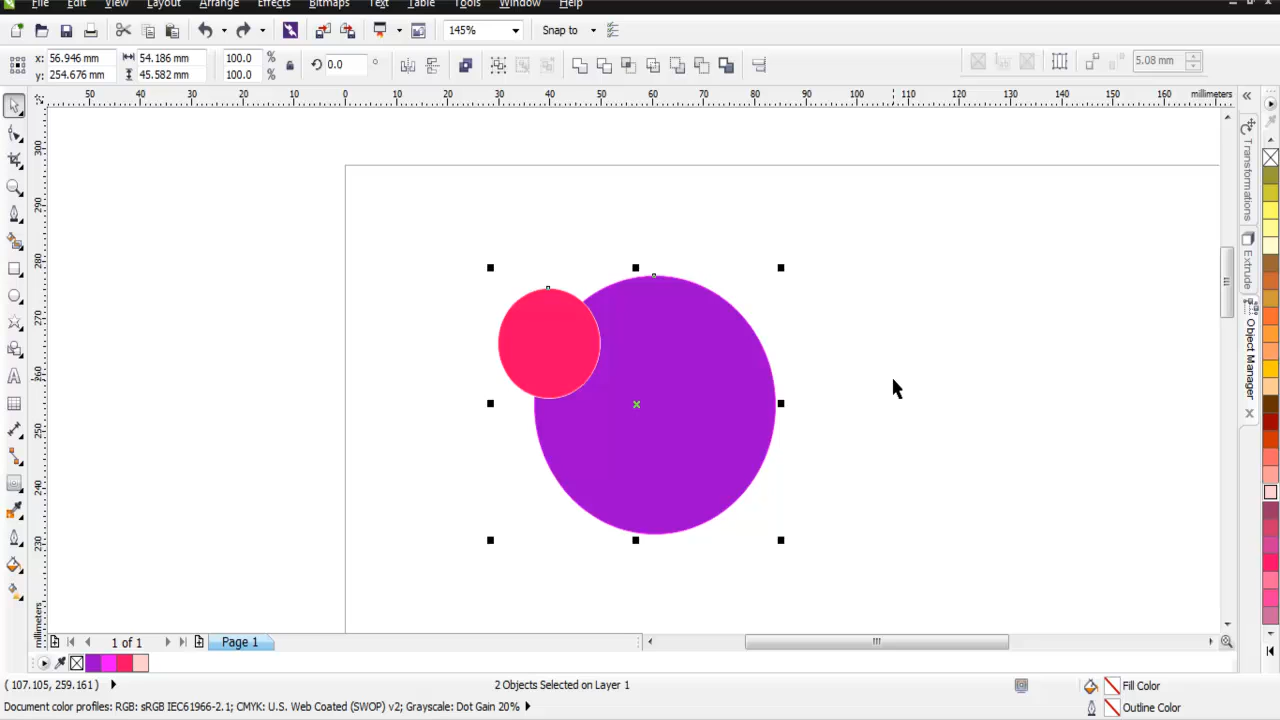 File Edit View Layout Arrange Effects Bitmaps Text Table Tools Window Help
145% Snap to
x: 56.946 mm 54.186 mm 100.0 % 0.0 ° 5.08 mm
y: 254.676 mm 45.582 mm 100.0 %
50 40 30 20 10 0 10 20 30 40 50 60 70 80 90 100 110 120 130 140 150 160 millimeters
300
290
280
270
260
250
240
230
millimeters
Transformations
Extrude
Object Manager
1 of 1 Page 1
( 107.105, 259.161 ) 2 Objects Selected on Layer 1 Fill Color
Document color profiles: RGB: sRGB IEC61966-2.1; CMYK: U.S. Web Coated (SWOP) v2; Grayscale: Dot Gain 20% Outline Color